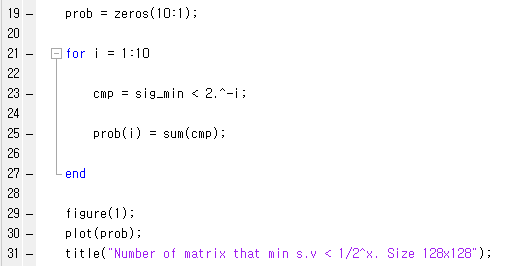 19 – prob = zeros(10:1);
20
21 – for i = 1:10
22
23 – cmp = sig_min < 2.^-i;
24
25 – prob(i) = sum(cmp);
26
27 – end
28
29 – figure(1);
30 – plot(prob);
31 – title("Number of matrix that min s.v < 1/2^x. Size 128x128");